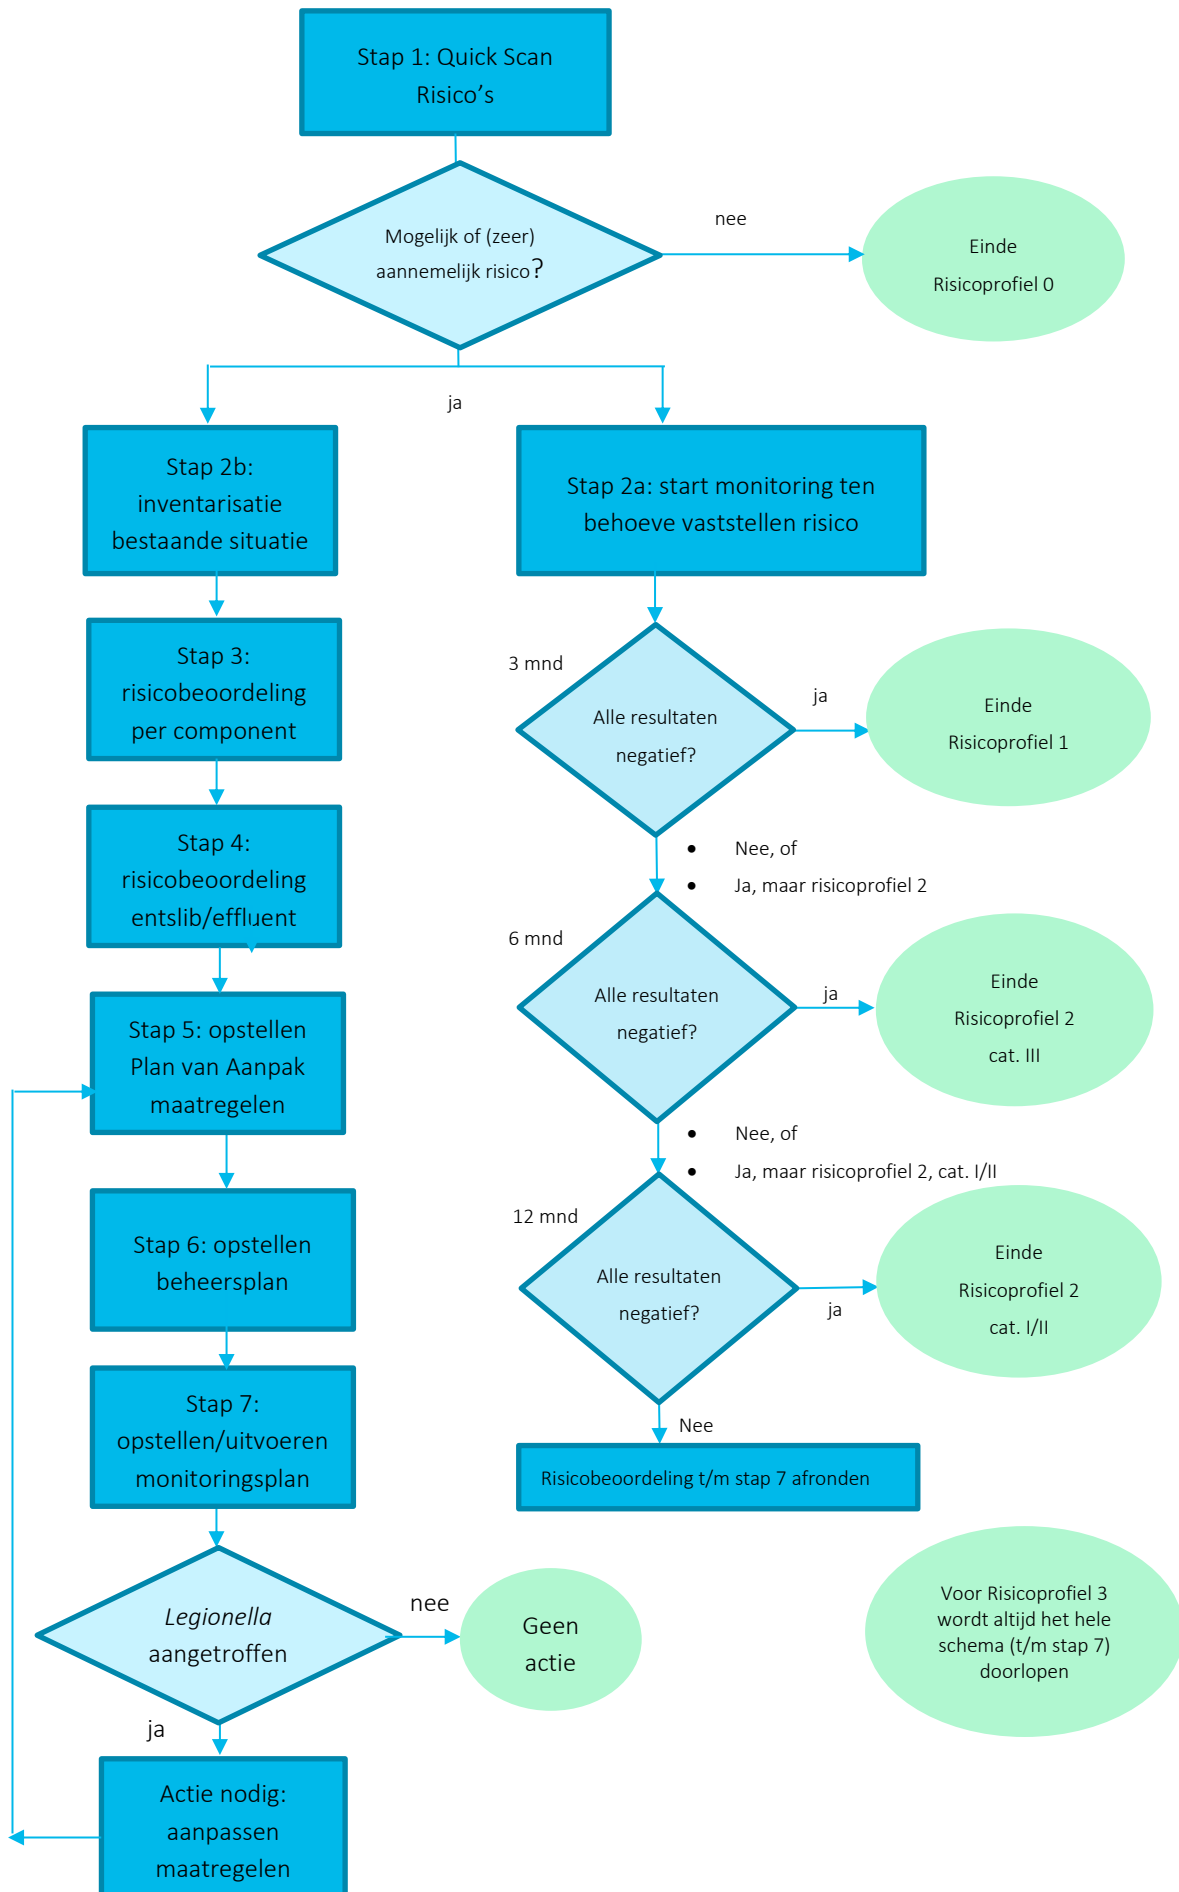 Stap 1: Quick Scan
Risico's
Mogelijk of (zeer)
aannemelijk risico?
nee
Einde
Risicoprofiel 0
ja
Stap 2b:
inventarisatie
bestaande situatie
Stap 3:
risicobeoordeling
per component
Stap 4:
risicobeoordeling
entslib/effluent
Stap 5: opstellen
Plan van Aanpak
maatregelen
Stap 6: opstellen
beheersplan
Stap 7:
opstellen/uitvoeren
monitoringsplan
Legionella
aangetroffen
nee
Geen
actie
ja
Actie nodig:
aanpassen
maatregelen
Stap 2a: start monitoring ten
behoeve vaststellen risico
3 mnd
Alle resultaten
negatief?
ja
Einde
Risicoprofiel 1
• Nee, of
• Ja, maar risicoprofiel 2
6 mnd
Alle resultaten
negatief?
ja
Einde
Risicoprofiel 2
cat. III
• Nee, of
• Ja, maar risicoprofiel 2, cat. I/II
12 mnd
Alle resultaten
negatief?
ja
Einde
Risicoprofiel 2
cat. I/II
Nee
Risicobeoordeling t/m stap 7 afronden
Voor Risicoprofiel 3
wordt altijd het hele
schema (t/m stap 7)
doorlopen